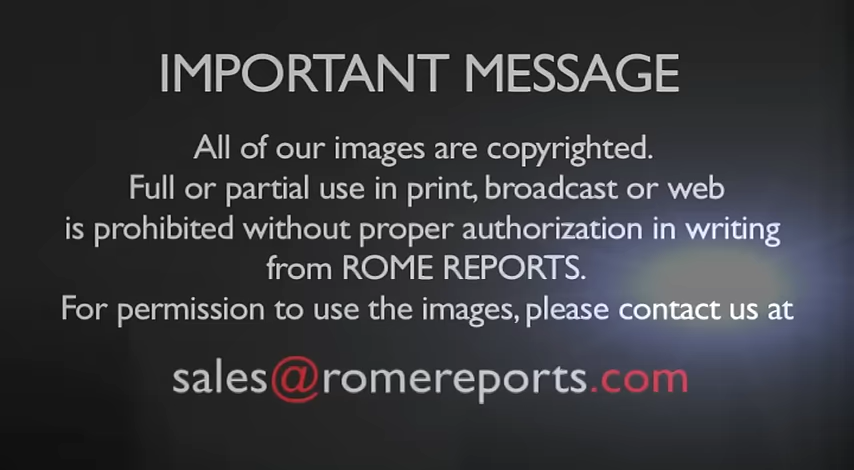 IMPORTANT MESSAGE
All of our images are copyrighted.
Full or partial use in print, broadcast or web
is prohibited without proper authorization in writing
from ROME REPORTS.
For permission to use the images, please contact us at
sales@romereports.com